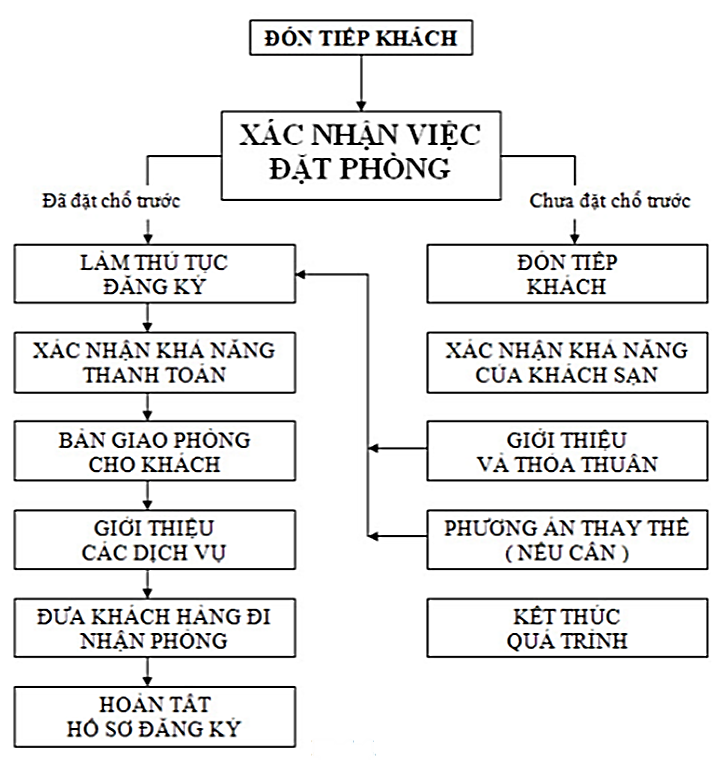 ĐÓN TIẾP KHÁCH
XÁC NHẬN VIỆC
ĐẶT PHÒNG
Đã đặt chổ trước
Chưa đặt chổ trước
LÀM THỦ TỤC
ĐĂNG KÝ
XÁC NHẬN KHẢ NĂNG
THANH TOÁN
BÀN GIAO PHÒNG
CHO KHÁCH
GIỚI THIỆU
CÁC DỊCH VỤ
ĐƯA KHÁCH HÀNG ĐI
NHẬN PHÒNG
HOÀN TẤT
HỒ SƠ ĐĂNG KÝ
ĐÓN TIẾP
KHÁCH
XÁC NHẬN KHẢ NĂNG
CỦA KHÁCH SẠN
GIỚI THIỆU
VÀ THỎA THUẬN
PHƯƠNG ÁN THAY THẾ
( NẾU CẦN )
KẾT THÚC
QUÁ TRÌNH